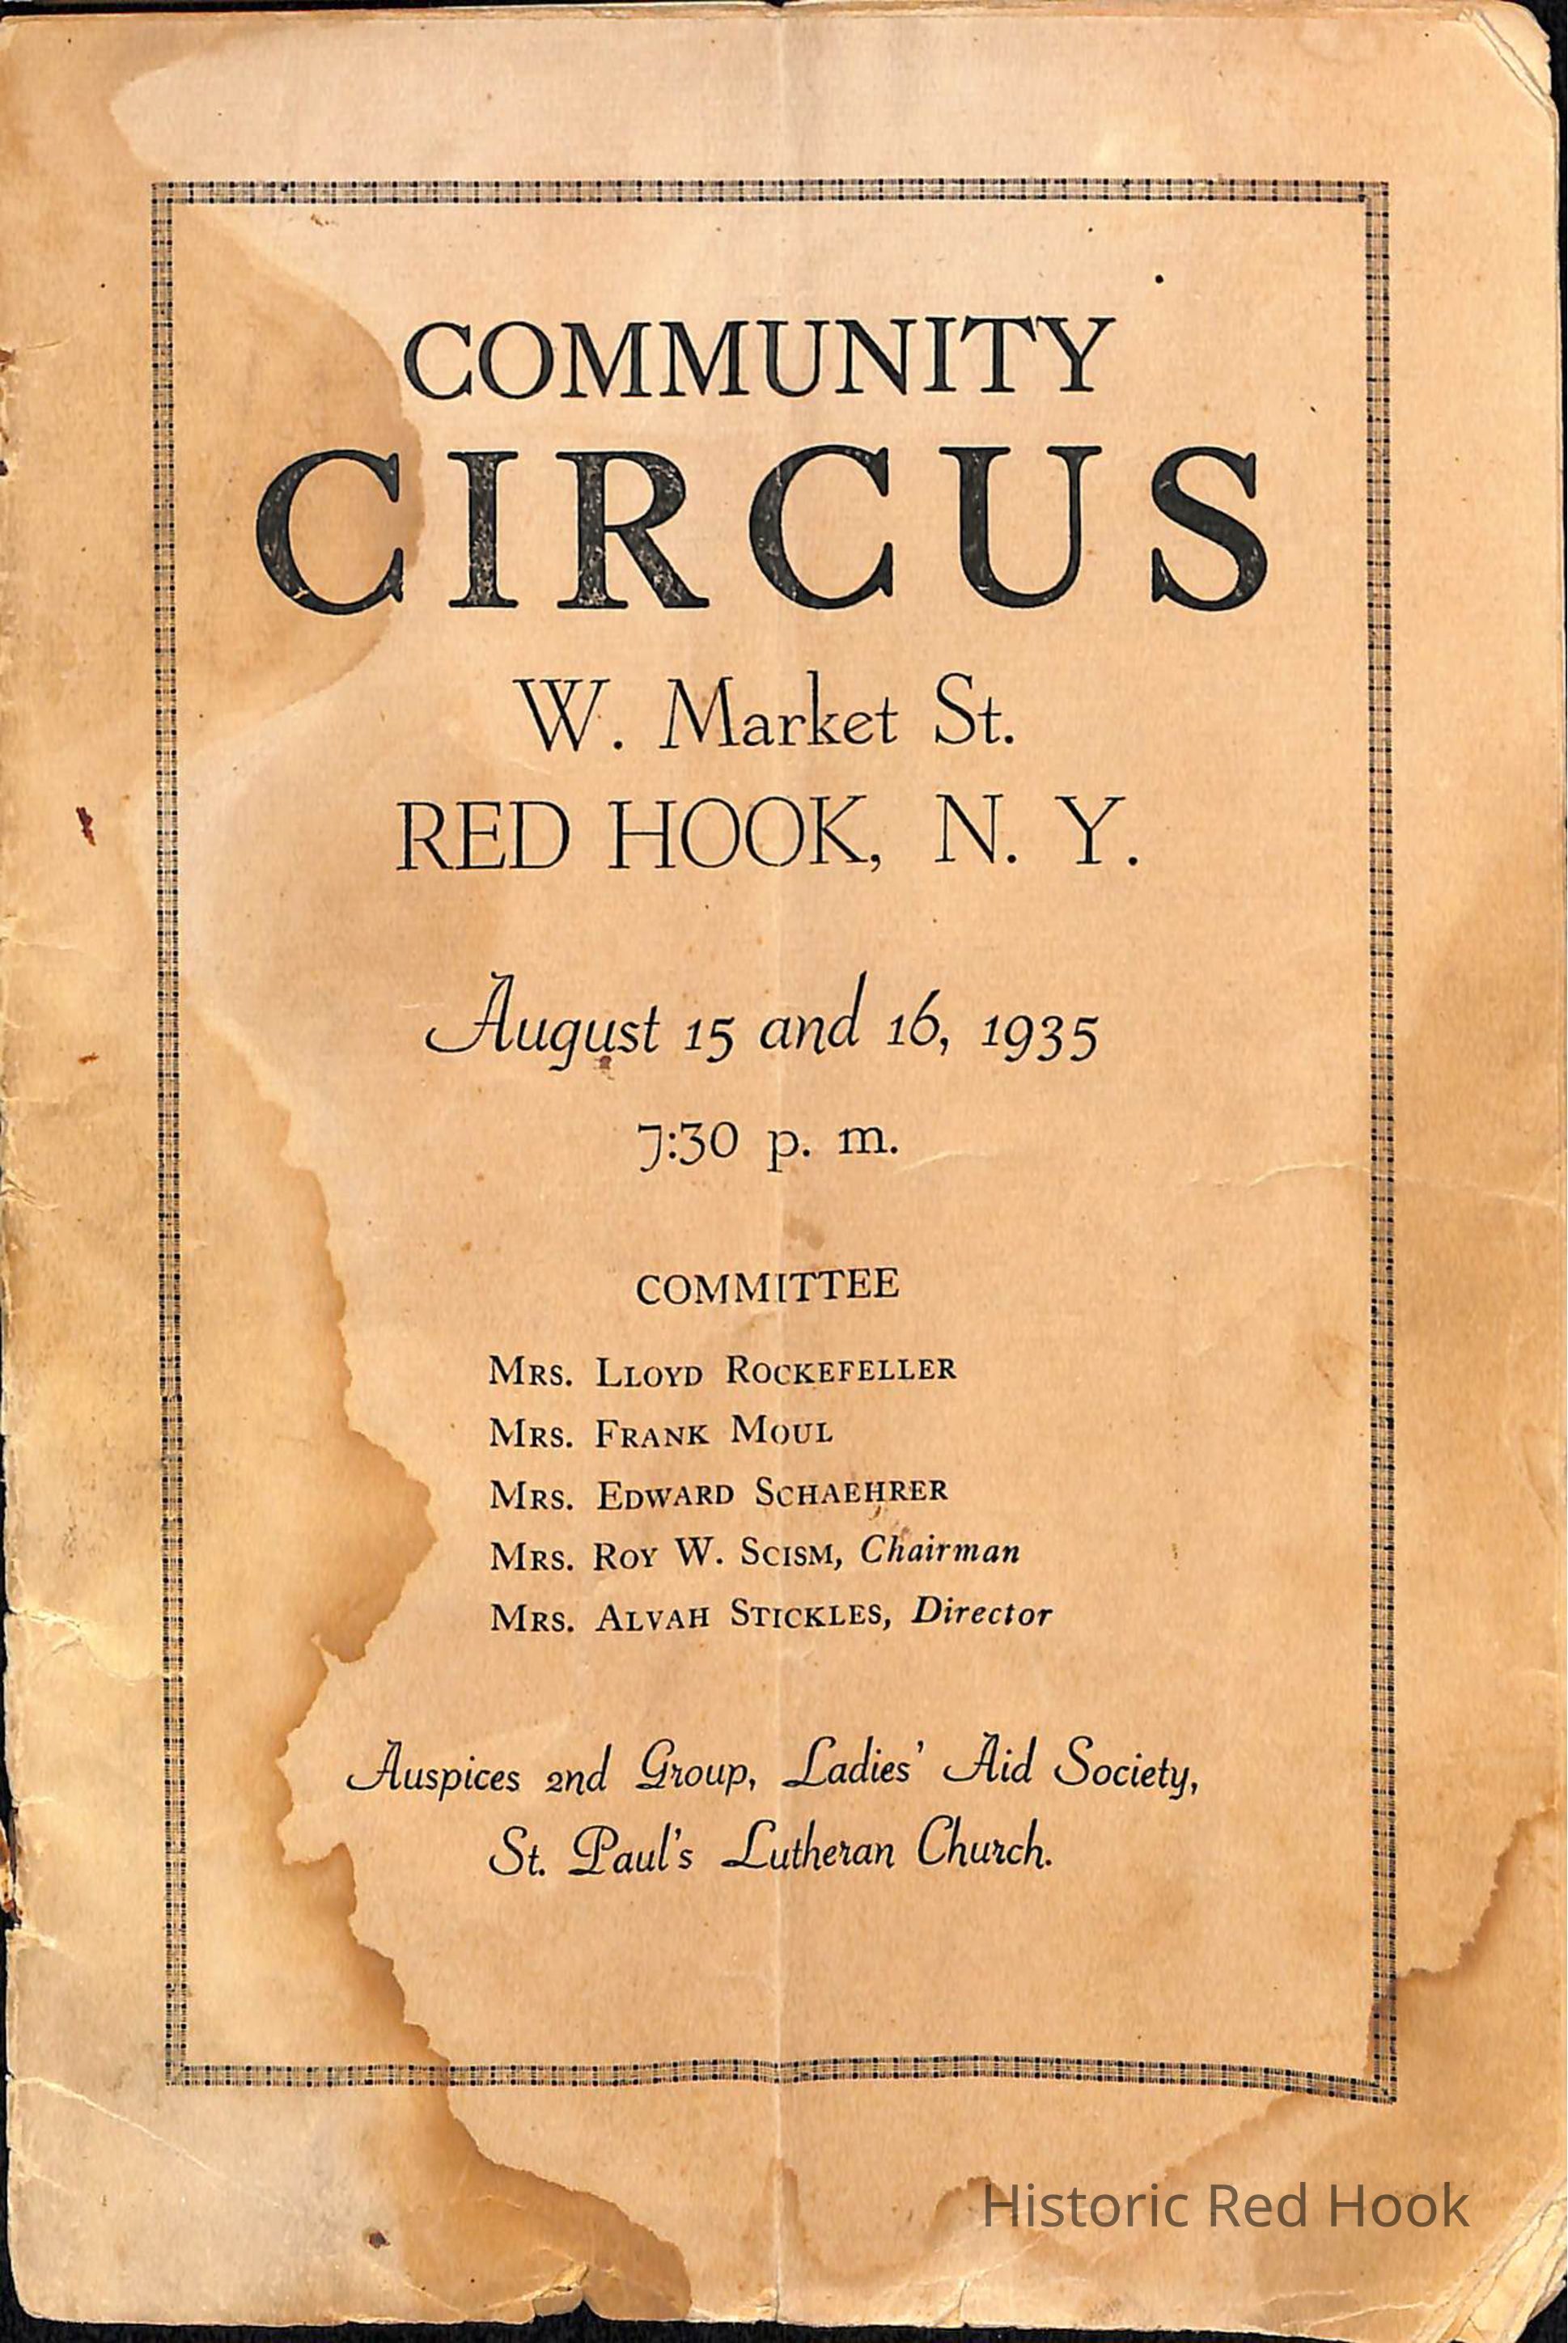 COMMUNITY
CIRCUS
W. Market St.
RED HOOK, N. Y.
August 15 and 16, 1935
7:30 p. m.
COMMITTEE
MRS. LLOYD ROCKEFELLER
MRS. FRANK MOUL
MRS. EDWARD SCHAEHRER
MRS. ROY W. SCISM, Chairman
MRS. ALVAH STICKLES, Director
Auspices 2nd Group, Ladies' Aid Society,
St. Paul's Lutheran Church.
Historic Red Hook